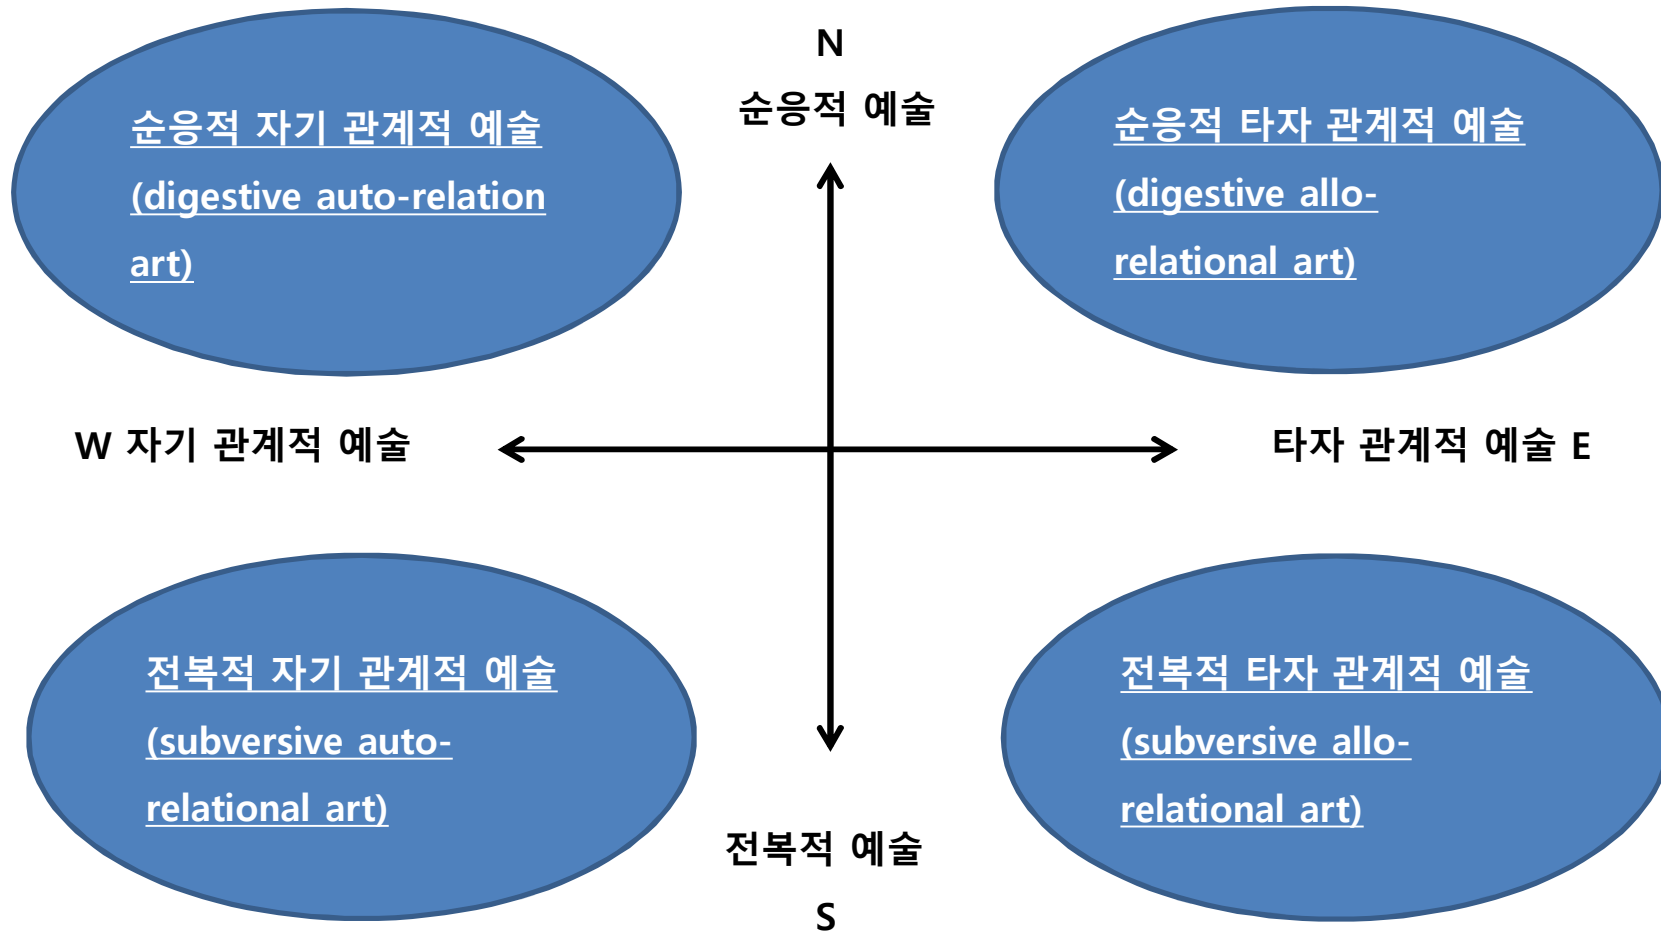 N
순응적 예술
순응적 자기 관계적 예술
(digestive auto-relation
art)
순응적 타자 관계적 예술
(digestive allo-
relational art)
W 자기 관계적 예술
타자 관계적 예술 E
전복적 자기 관계적 예술
(subversive auto-
relational art)
전복적 타자 관계적 예술
(subversive allo-
relational art)
전복적 예술
S